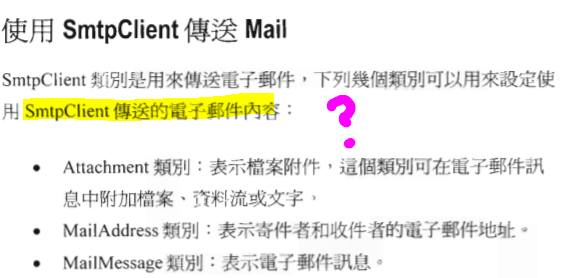 使用 SmtpClient 傳送 Mail
SmtpClient 類別是用來傳送電子郵件，下列幾個類別可以用來設定使
用 SmtpClient 傳送的電子郵件內容：
?
• Attachment 類別：表示檔案附件，這個類別可在電子郵件訊
息中附加檔案、資料流或文字。
• MailAddress 類別：表示寄件者和收件者的電子郵件地址。
• MailMessage 類別：表示電子郵件訊息。